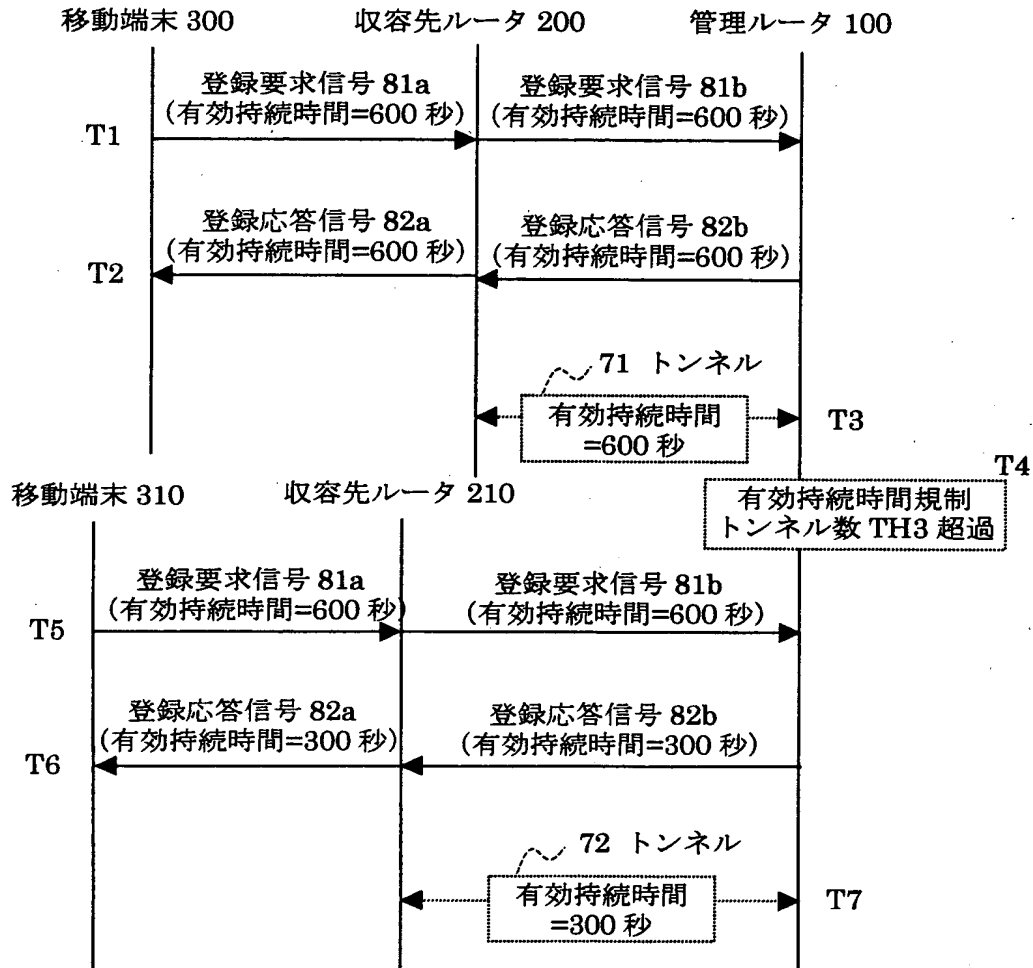 移動端末 300
収容先ルータ 200
管理ルータ 100
登録要求信号 81a
(有効持続時間=600 秒)
登録要求信号 81b
(有効持続時間=600 秒)
T1
登録応答信号 82a
(有効持続時間=600 秒)
登録応答信号 82b
(有効持続時間=600 秒)
T2
71 トンネル
有効持続時間
=600 秒
T3
T4
有効持続時間規制
トンネル数 TH3 超過
移動端末 310
収容先ルータ 210
登録要求信号 81a
(有効持続時間=600 秒)
登録要求信号 81b
(有効持続時間=600 秒)
T5
登録応答信号 82a
(有効持続時間=300 秒)
登録応答信号 82b
(有効持続時間=300 秒)
T6
72 トンネル
有効持続時間
=300 秒
T7